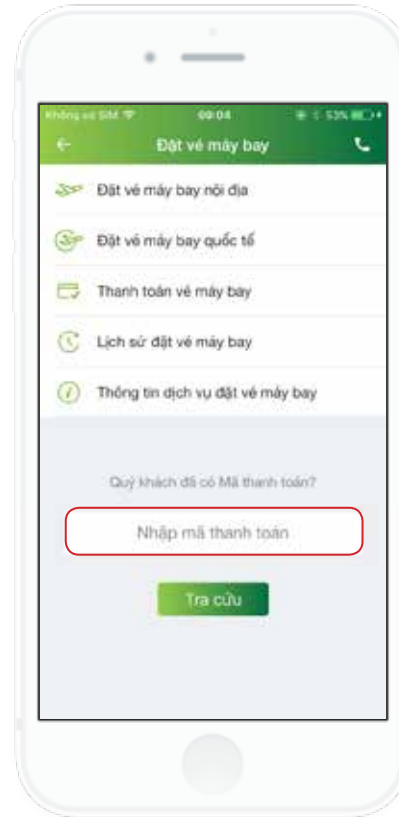 Không có SIM 09:04 53%
Đặt vé máy bay
Đặt vé máy bay nội địa
Đặt vé máy bay quốc tế
Thanh toán vé máy bay
Lịch sử đặt vé máy bay
Thông tin dịch vụ đặt vé máy bay
Quý khách đã có Mã thanh toán?
Nhập mã thanh toán
Tra cứu